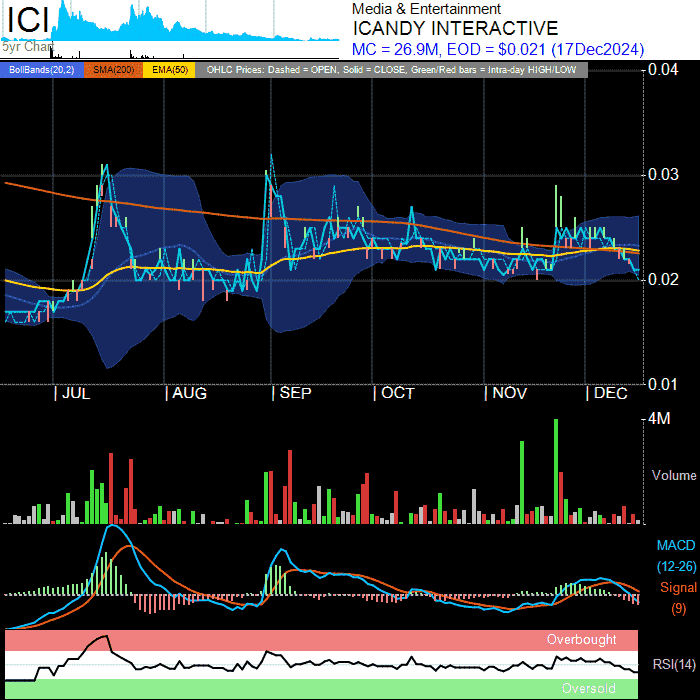 ICI
5yr Chart
Media & Entertainment
ICANDY INTERACTIVE
MC = 26.9M, EOD = $0.021 (17Dec2024)
BollBands(20,2) SMA(200) EMA(50) OHLC Prices: Dashed = OPEN, Solid = CLOSE, Green/Red bars = Intra-day HIGH/LOW
0.04
0.03
0.02
0.01
| JUL | AUG | SEP | OCT | NOV | DEC
4M
Volume
MACD
(12-26)
Signal
(9)
Overbought
RSI(14)
Oversold